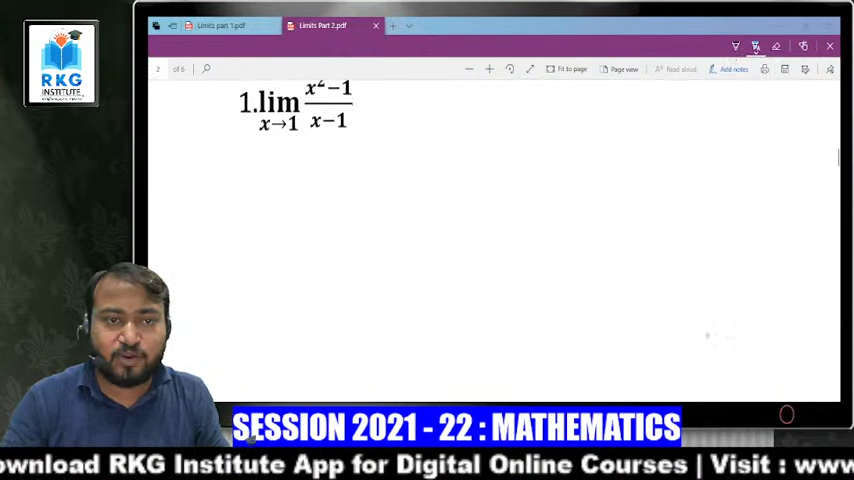 Limits part 1.pdf
Limits Part 2.pdf
RKG
INSTITUTE
2 of 6
Fit to page
Page view
Read aloud
Add notes
1. lim x→1 x²−1 / x−1
SESSION 2021 - 22 : MATHEMATICS
ownload RKG Institute App for Digital Online Courses | Visit : www